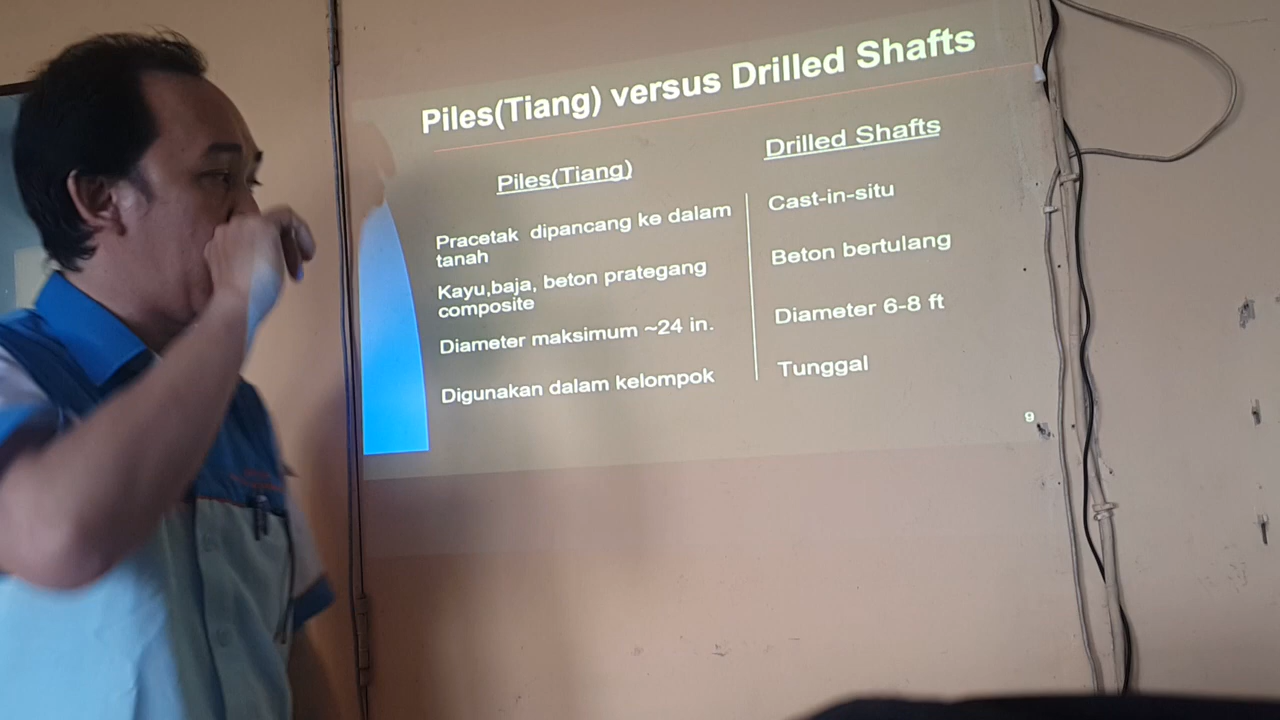 Piles(Tiang) versus Drilled Shafts
Piles(Tiang)
Pracetak dipancang ke dalam
tanah
Kayu,baja, beton prategang
composite
Diameter maksimum ~24 in.
Digunakan dalam kelompok
Drilled Shafts
Cast-in-situ
Beton bertulang
Diameter 6-8 ft
Tunggal
9